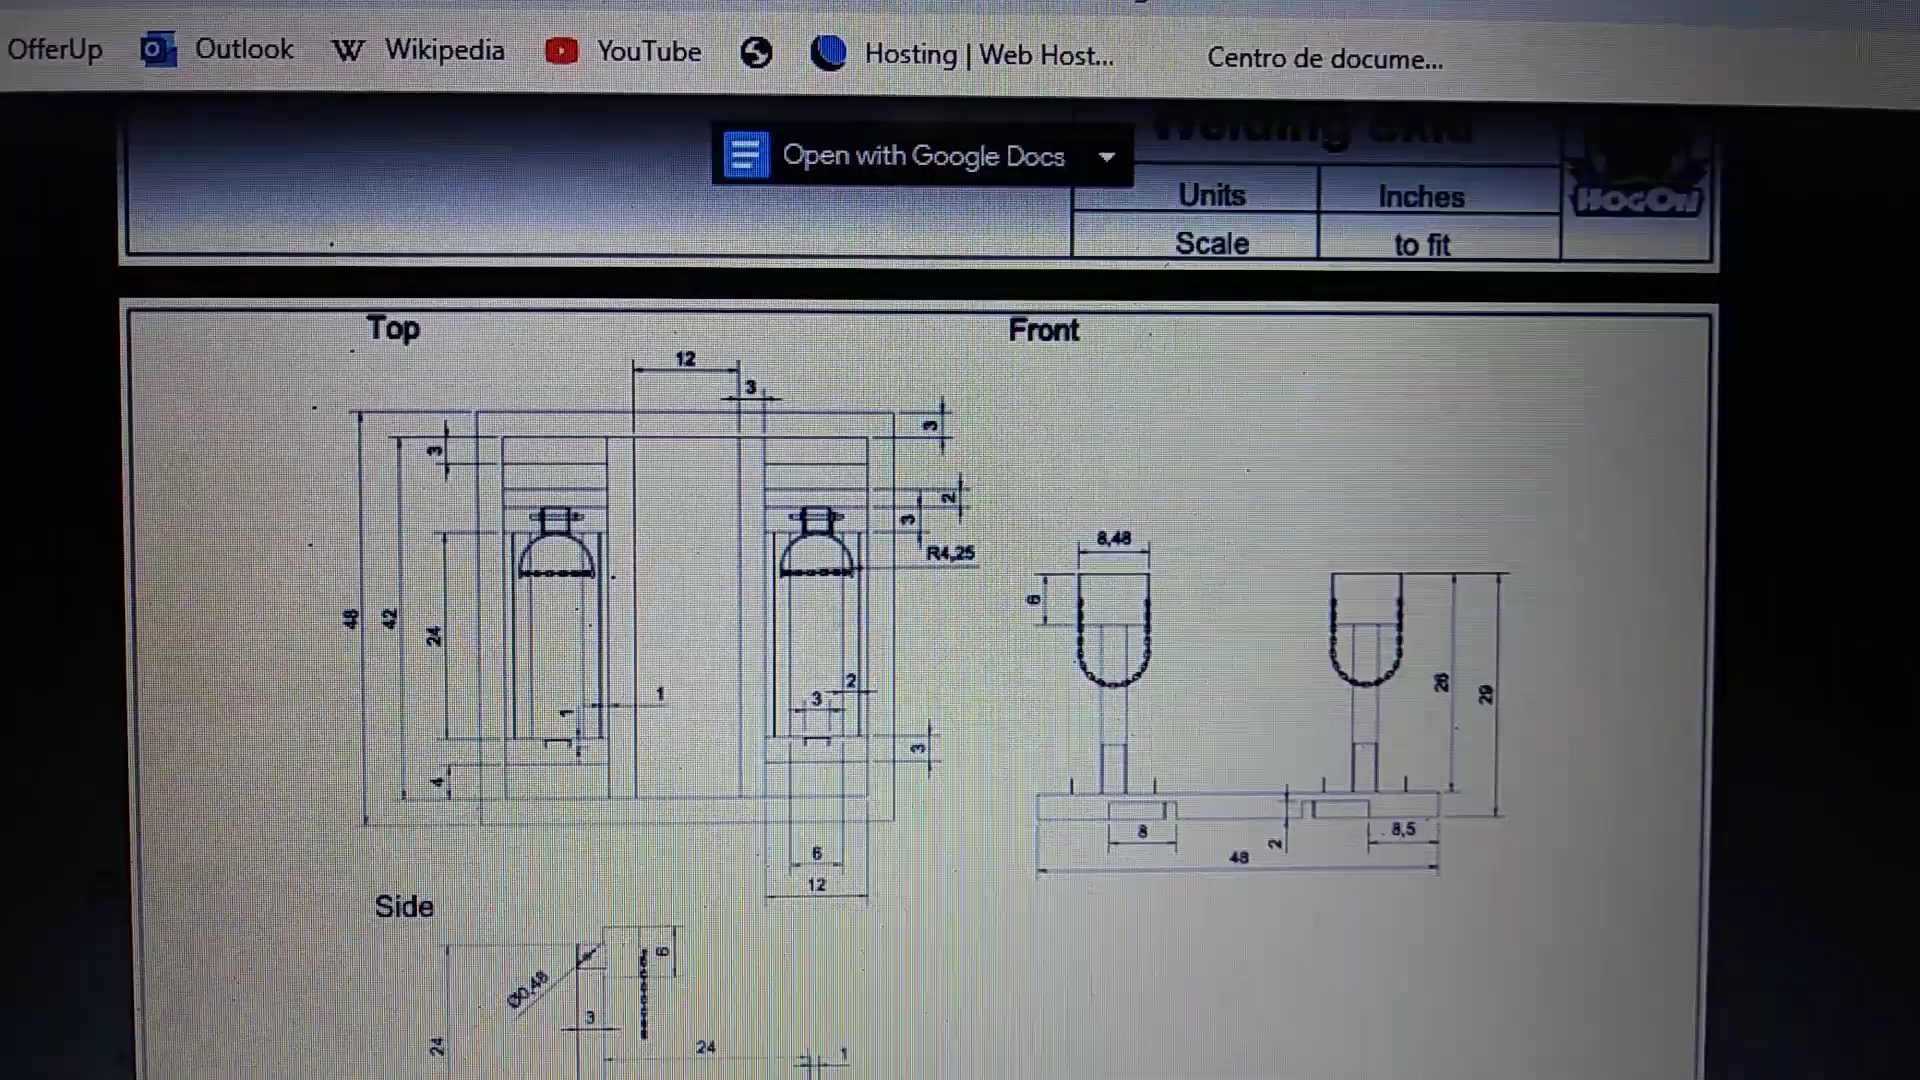 OfferUp Outlook W Wikipedia YouTube Hosting | Web Host... Centro de docume...
Welding Skid
Open with Google Docs
Units Inches
HOGON
Scale to fit
Top
Front
12
3
3
3
2
3
R4,25
8,48
6
48
42
24
26
29
1
1
2
3
3
4
8
2
8,5
48
6
12
Side
6
Ø0,48
3
24
24
1